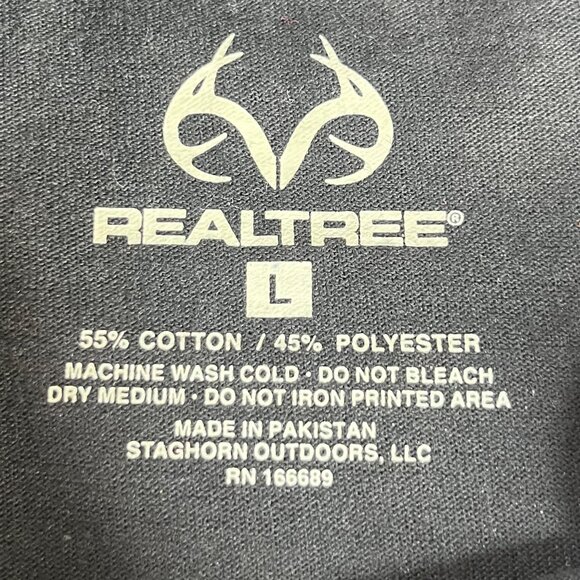 REALTREE®
L
55% COTTON / 45% POLYESTER
MACHINE WASH COLD · DO NOT BLEACH
DRY MEDIUM · DO NOT IRON PRINTED AREA
MADE IN PAKISTAN
STAGHORN OUTDOORS, LLC
RN 166689